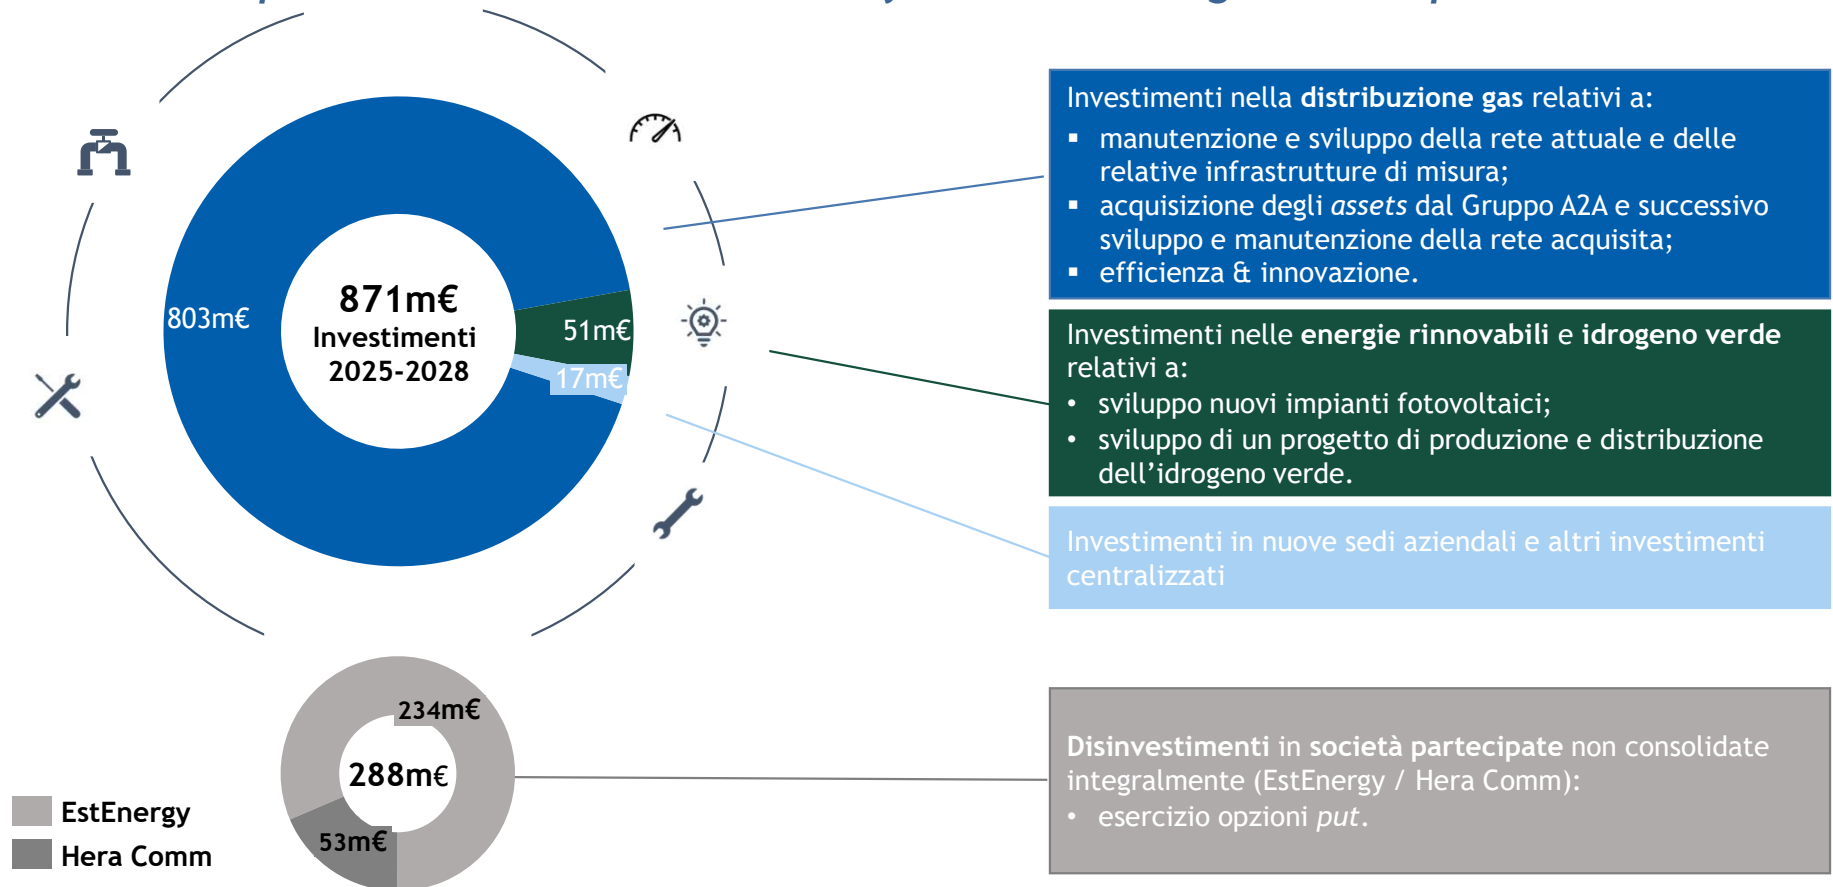 803m€
871m€
Investimenti
2025-2028
51m€
17m€
Investimenti nella distribuzione gas relativi a:
▪ manutenzione e sviluppo della rete attuale e delle
relative infrastrutture di misura;
▪ acquisizione degli assets dal Gruppo A2A e successivo
sviluppo e manutenzione della rete acquisita;
▪ efficienza & innovazione.
Investimenti nelle energie rinnovabili e idrogeno verde
relativi a:
• sviluppo nuovi impianti fotovoltaici;
• sviluppo di un progetto di produzione e distribuzione
dell’idrogeno verde.
Investimenti in nuove sedi aziendali e altri investimenti
centralizzati
234m€
288m€
53m€
EstEnergy
Hera Comm
Disinvestimenti in società partecipate non consolidate
integralmente (EstEnergy / Hera Comm):
• esercizio opzioni put.